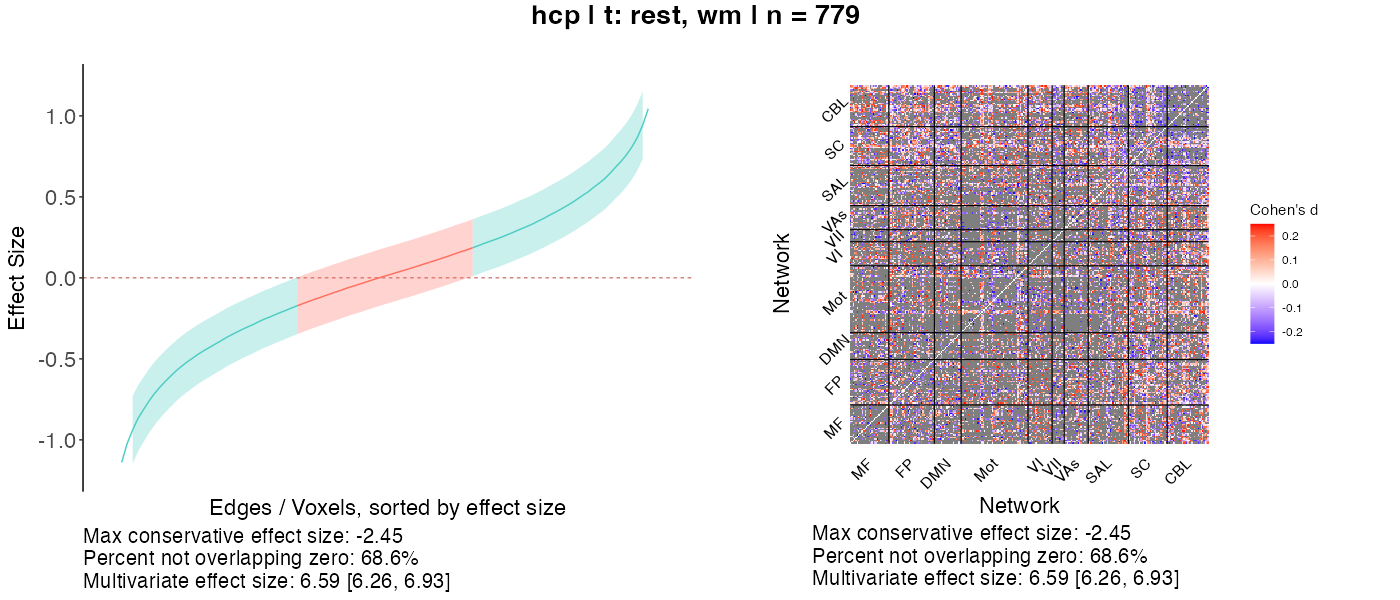 hcp | t: rest, wm | n = 779
Effect Size
1.0
0.5
0.0
-0.5
-1.0
Edges / Voxels, sorted by effect size
Max conservative effect size: -2.45
Percent not overlapping zero: 68.6%
Multivariate effect size: 6.59 [6.26, 6.93]
Network
CBL
SC
SAL
VAs
VII
VI
Mot
DMN
FP
MF
MF
FP
DMN
Mot
VI
VII
VAs
SAL
SC
CBL
Network
Cohen's d
0.2
0.1
0.0
-0.1
-0.2
Max conservative effect size: -2.45
Percent not overlapping zero: 68.6%
Multivariate effect size: 6.59 [6.26, 6.93]